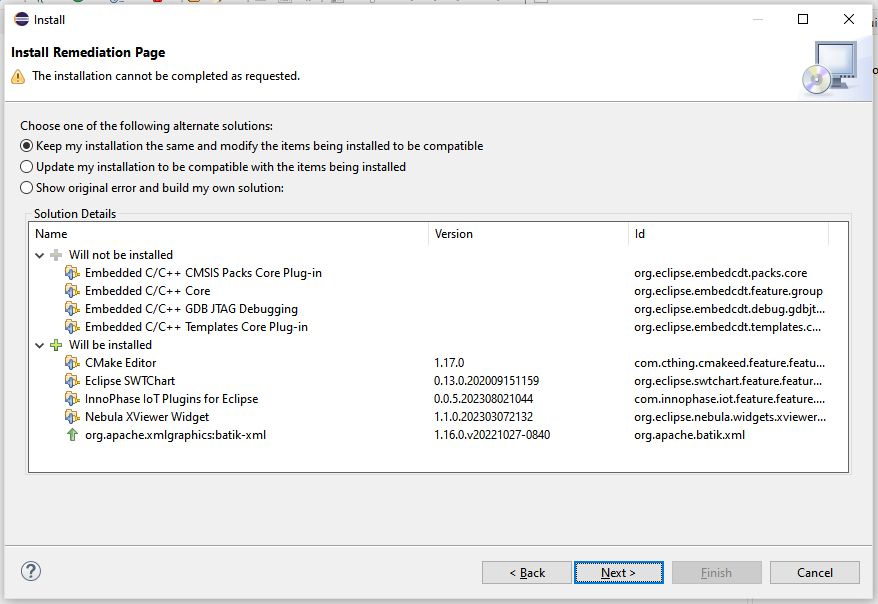 Install
Install Remediation Page
The installation cannot be completed as requested.
Choose one of the following alternate solutions:
Keep my installation the same and modify the items being installed to be compatible
Update my installation to be compatible with the items being installed
Show original error and build my own solution:
Solution Details
Name Version Id
Will not be installed
Embedded C/C++ CMSIS Packs Core Plug-in org.eclipse.embedcdt.packs.core
Embedded C/C++ Core org.eclipse.embedcdt.feature.group
Embedded C/C++ GDB JTAG Debugging org.eclipse.embedcdt.debug.gdbjt...
Embedded C/C++ Templates Core Plug-in org.eclipse.embedcdt.templates.c...
Will be installed
CMake Editor 1.17.0 com.cthing.cmakeed.feature.featu...
Eclipse SWTChart 0.13.0.202009151159 org.eclipse.swtchart.feature.featur...
InnoPhase IoT Plugins for Eclipse 0.0.5.202308021044 com.innophase.iot.feature.feature....
Nebula XViewer Widget 1.1.0.202303072132 org.eclipse.nebula.widgets.xviewer...
org.apache.xmlgraphics:batik-xml 1.16.0.v20221027-0840 org.apache.batik.xml
? < Back Next > Finish Cancel